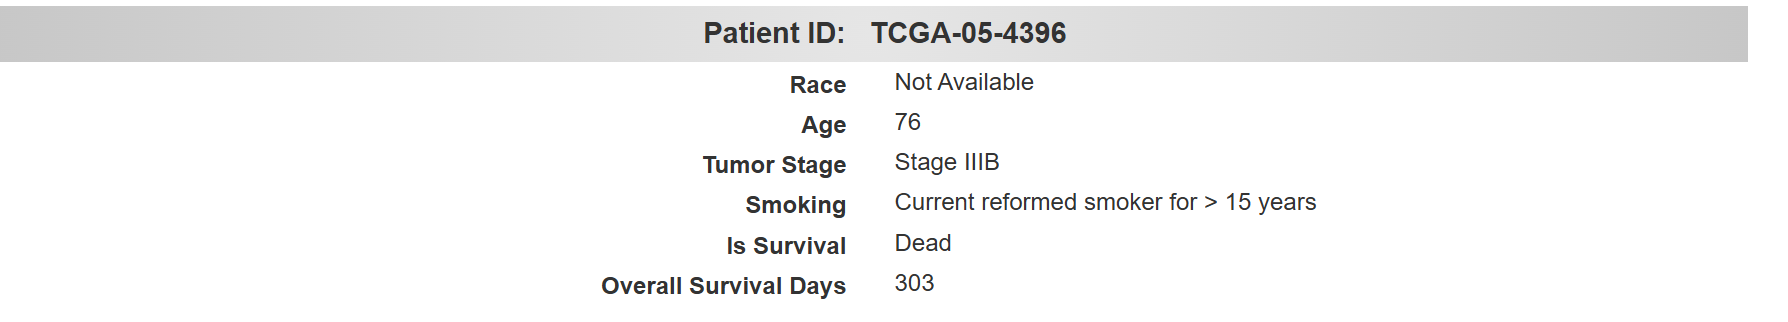 Patient ID: TCGA-05-4396
Race Not Available
Age 76
Tumor Stage Stage IIIB
Smoking Current reformed smoker for > 15 years
Is Survival Dead
Overall Survival Days 303